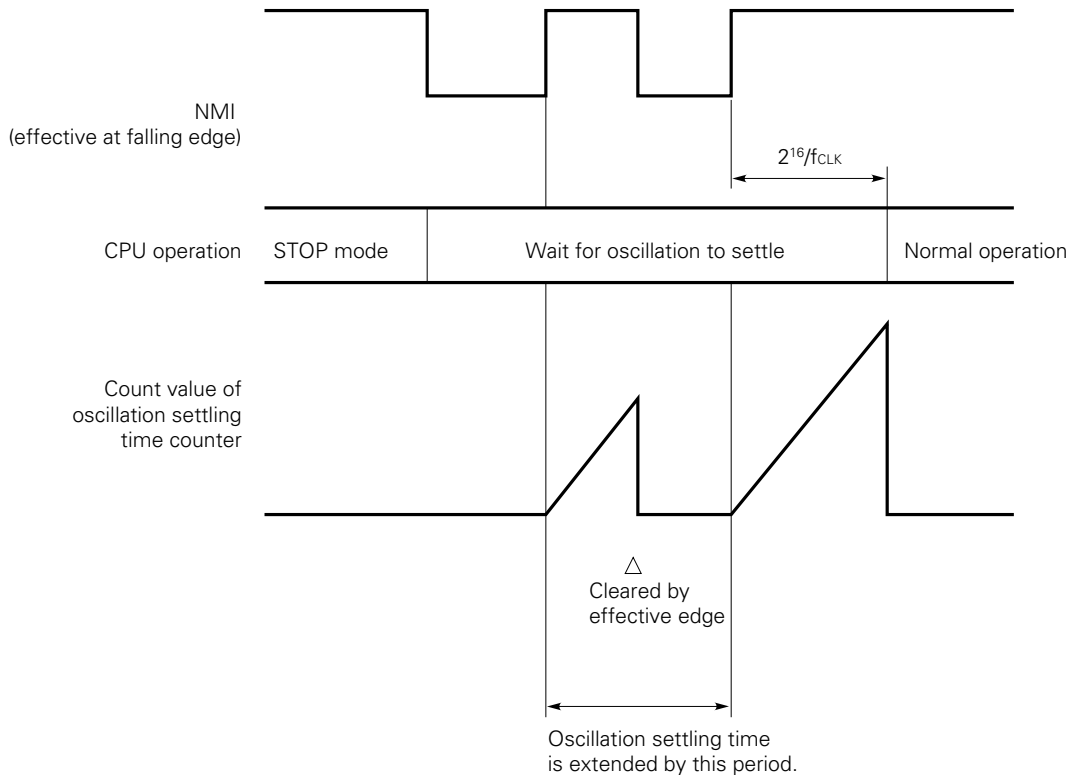 NMI
(effective at falling edge)
2¹⁶/fCLK
CPU operation
STOP mode
Wait for oscillation to settle
Normal operation
Count value of
oscillation settling
time counter
△
Cleared by
effective edge
Oscillation settling time
is extended by this period.